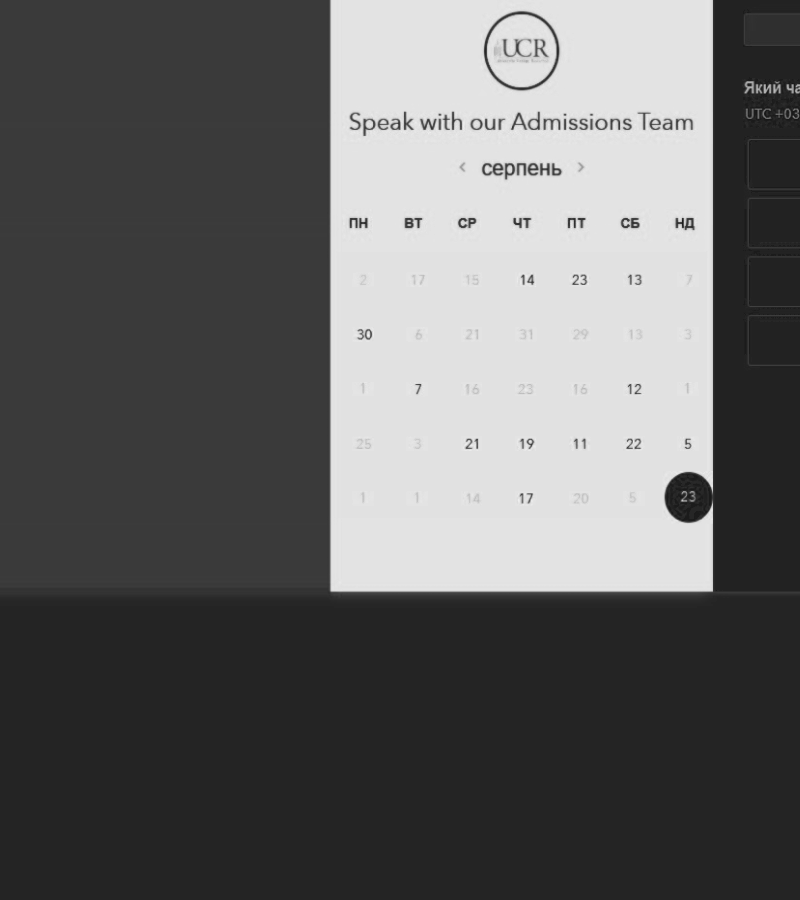 UCR
Speak with our Admissions Team
< серпень >
ПН ВТ СР ЧТ ПТ СБ НД
2 17 15 14 23 13 7
30 6 21 31 29 13 3
1 7 16 23 16 12 1
25 3 21 19 11 22 5
1 1 14 17 20 5 23
Який ча
UTC +03